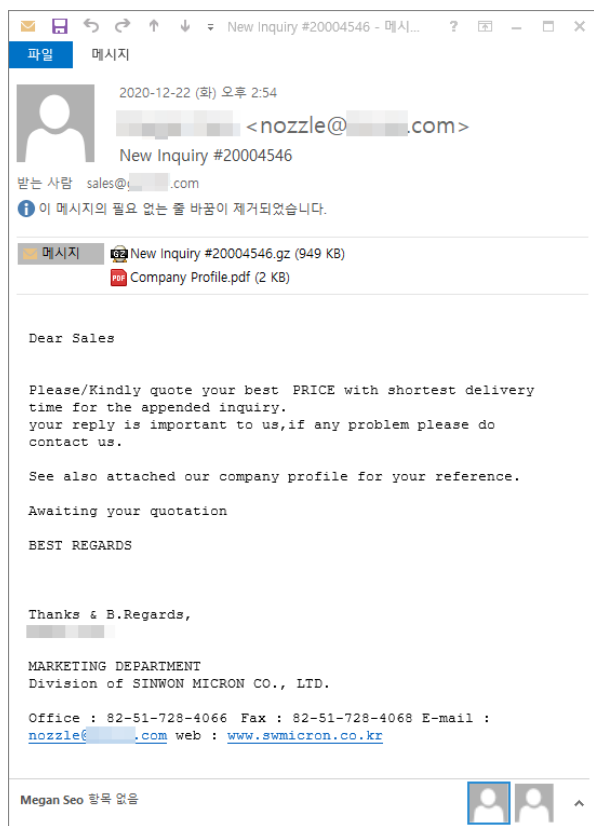 New Inquiry #20004546 - 메시...
파일 메시지
2020-12-22 (화) 오후 2:54
<nozzle@ .com>
New Inquiry #20004546
받는 사람 sales@ .com
이 메시지의 필요 없는 줄 바꿈이 제거되었습니다.
메시지 New Inquiry #20004546.gz (949 KB)
Company Profile.pdf (2 KB)
Dear Sales
Please/Kindly quote your best PRICE with shortest delivery
time for the appended inquiry.
your reply is important to us,if any problem please do
contact us.
See also attached our company profile for your reference.
Awaiting your quotation
BEST REGARDS
Thanks & B.Regards,
MARKETING DEPARTMENT
Division of SINWON MICRON CO., LTD.
Office : 82-51-728-4066 Fax : 82-51-728-4068 E-mail :
nozzle@ .com web : www.swmicron.co.kr
Megan Seo 항목 없음